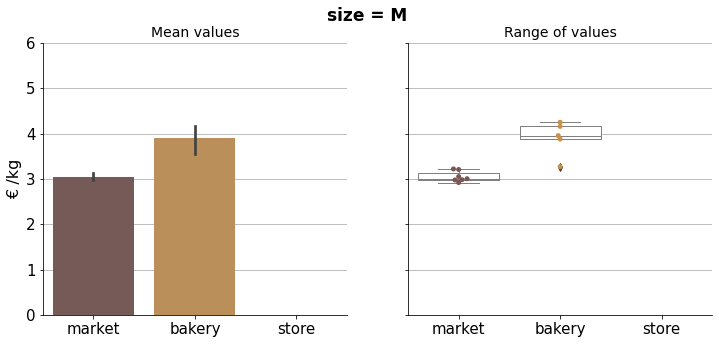 size = M
Mean values
Range of values
€ /kg
6
5
4
3
2
1
0
market bakery store
market bakery store